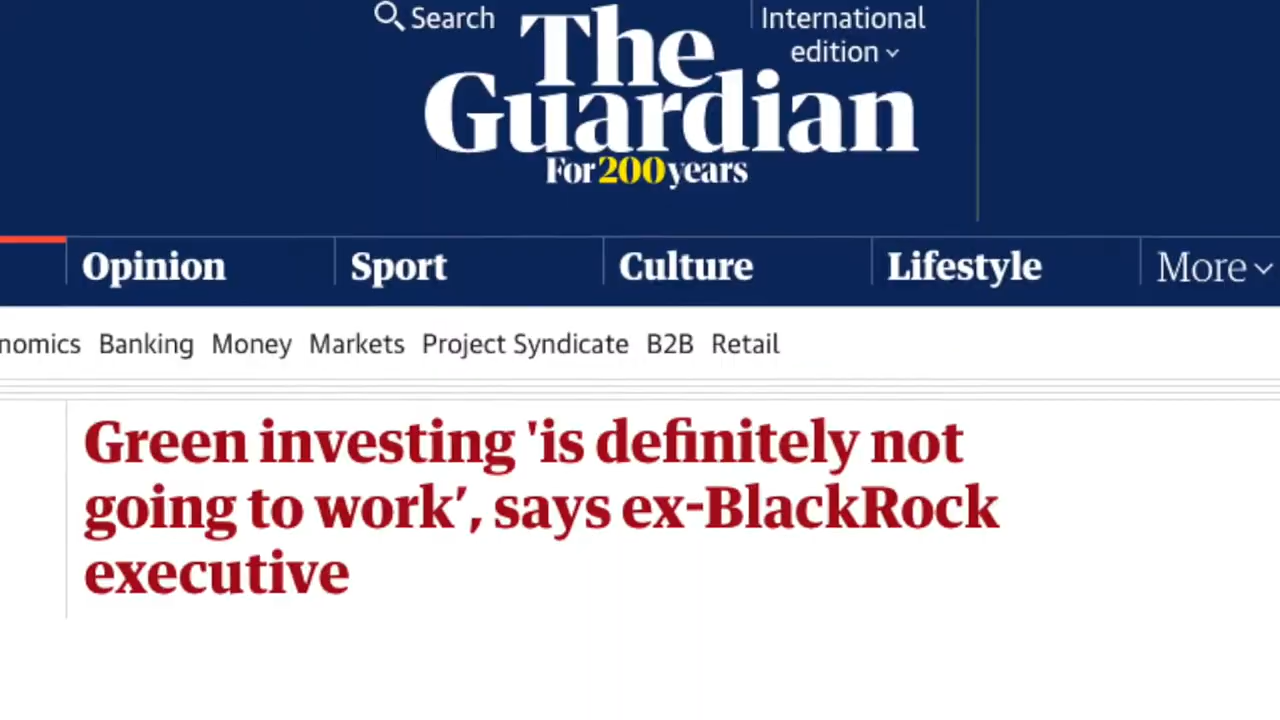 Search
International
edition
The
Guardian
For 200 years
Opinion Sport Culture Lifestyle More
nomics Banking Money Markets Project Syndicate B2B Retail
Green investing 'is definitely not
going to work’, says ex-BlackRock
executive